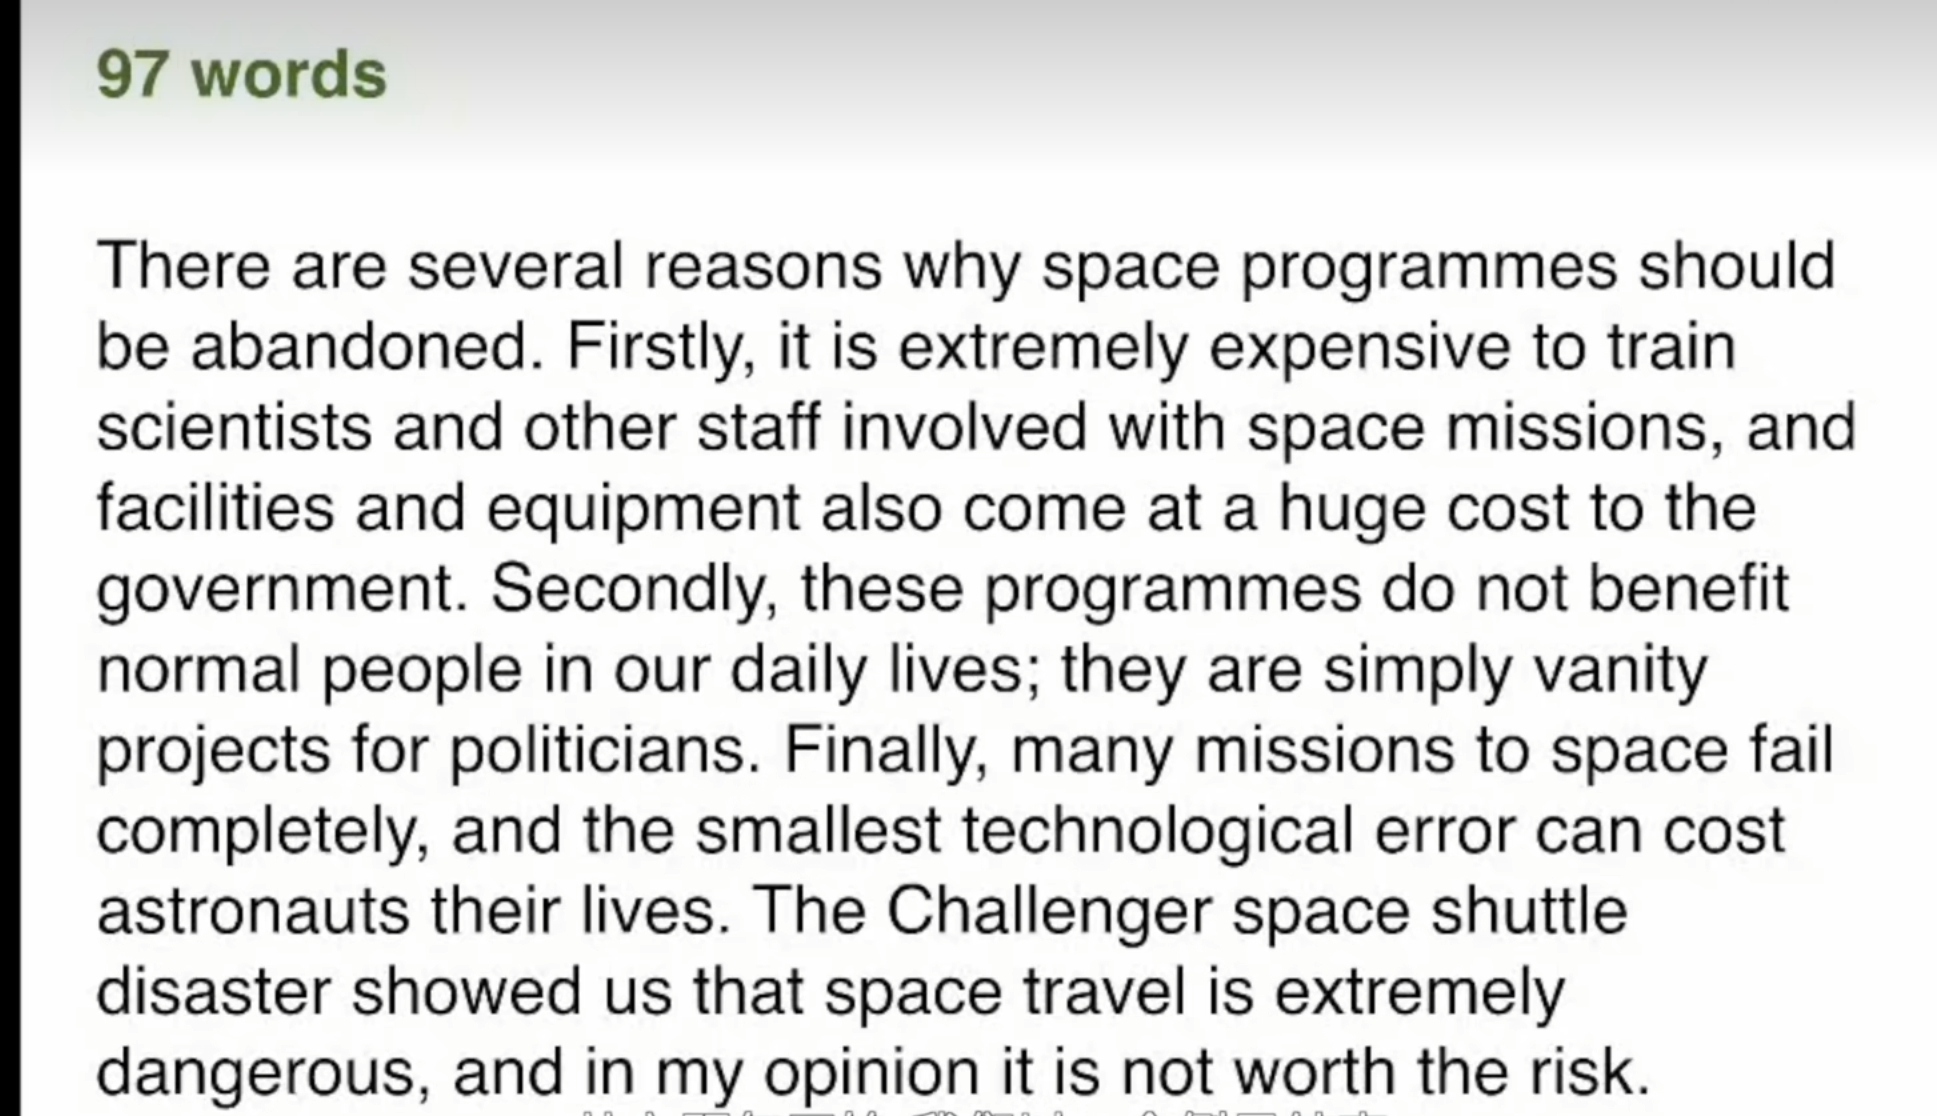 97 words
There are several reasons why space programmes should
be abandoned. Firstly, it is extremely expensive to train
scientists and other staff involved with space missions, and
facilities and equipment also come at a huge cost to the
government. Secondly, these programmes do not benefit
normal people in our daily lives; they are simply vanity
projects for politicians. Finally, many missions to space fail
completely, and the smallest technological error can cost
astronauts their lives. The Challenger space shuttle
disaster showed us that space travel is extremely
dangerous, and in my opinion it is not worth the risk.